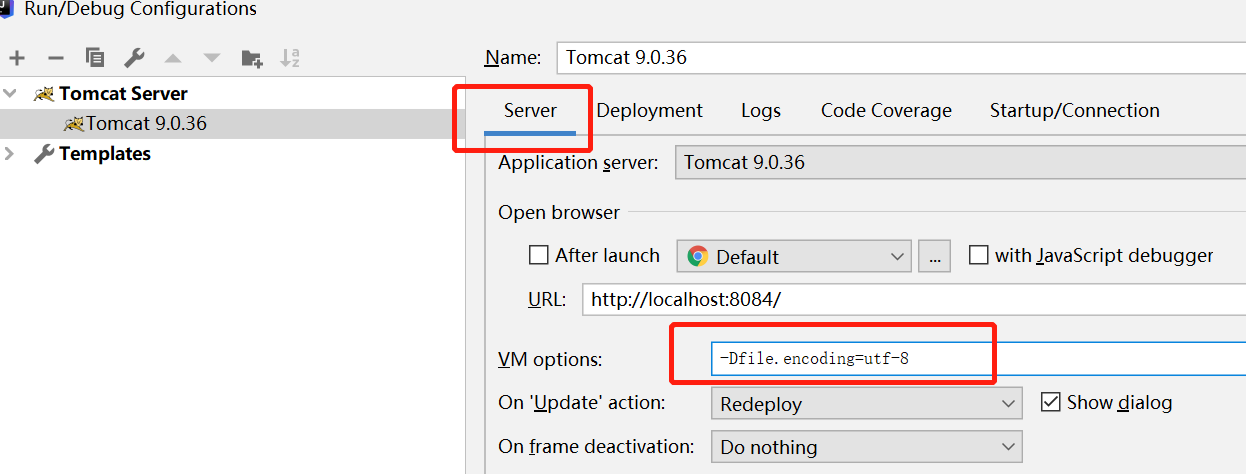 Run/Debug Configurations
Name: Tomcat 9.0.36
Tomcat Server
Tomcat 9.0.36
Templates
Server Deployment Logs Code Coverage Startup/Connection
Application server: Tomcat 9.0.36
Open browser
After launch Default ... with JavaScript debugger
URL: http://localhost:8084/
VM options: -Dfile.encoding=utf-8
On 'Update' action: Redeploy Show dialog
On frame deactivation: Do nothing